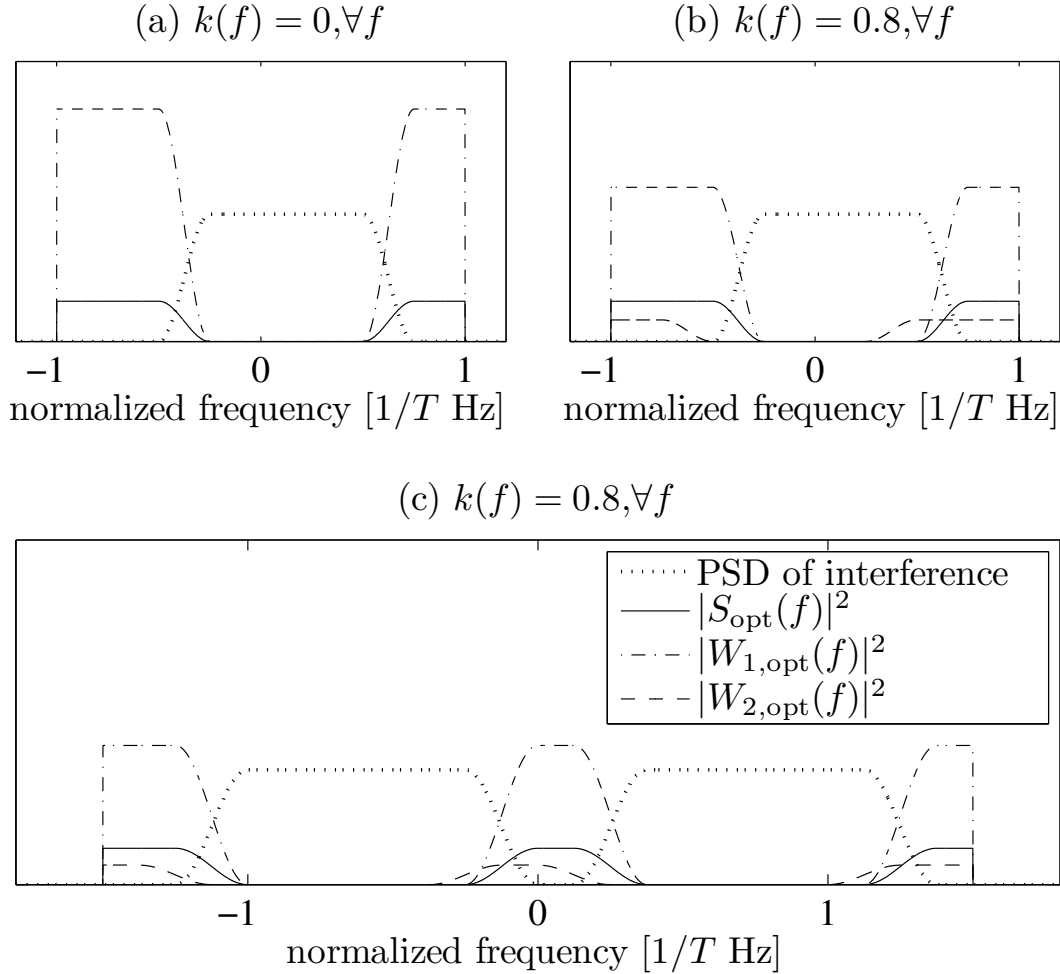 (a) k(f) = 0,∀f
(b) k(f) = 0.8,∀f
−1 0 1
−1 0 1
normalized frequency [1/T Hz]
normalized frequency [1/T Hz]
(c) k(f) = 0.8,∀f
PSD of interference
|S_opt(f)|²
|W_1,opt(f)|²
|W_2,opt(f)|²
−1 0 1
normalized frequency [1/T Hz]